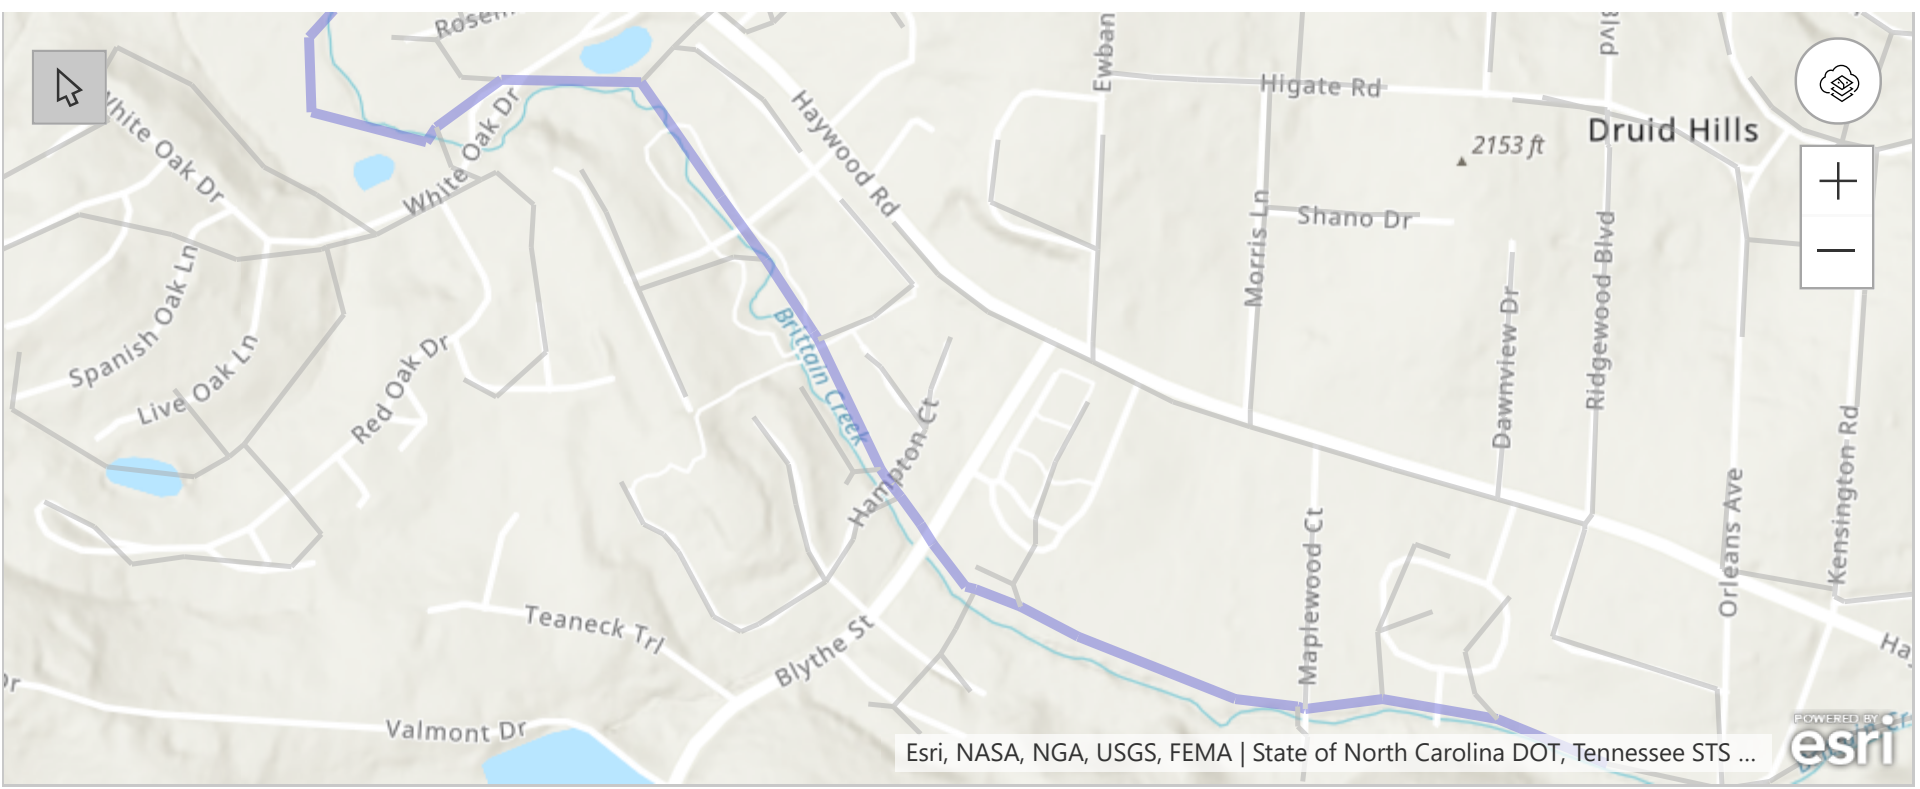 Ewban
Blvd
Higate Rd
Druid Hills
2153 ft
White Oak Dr
White Oak Dr
Haywood Rd
Shano Dr
Morris Ln
Ridgewood Blvd
Spanish Oak Ln
Live Oak Ln
Red Oak Dr
Brittain Creek
Hampton Ct
Dawnview Dr
Orleans Ave
Kensington Rd
Maplewood Ct
Teaneck Trl
Blythe St
Ha
Dr
Valmont Dr
Esri, NASA, NGA, USGS, FEMA | State of North Carolina DOT, Tennessee STS ...
POWERED BY
esri